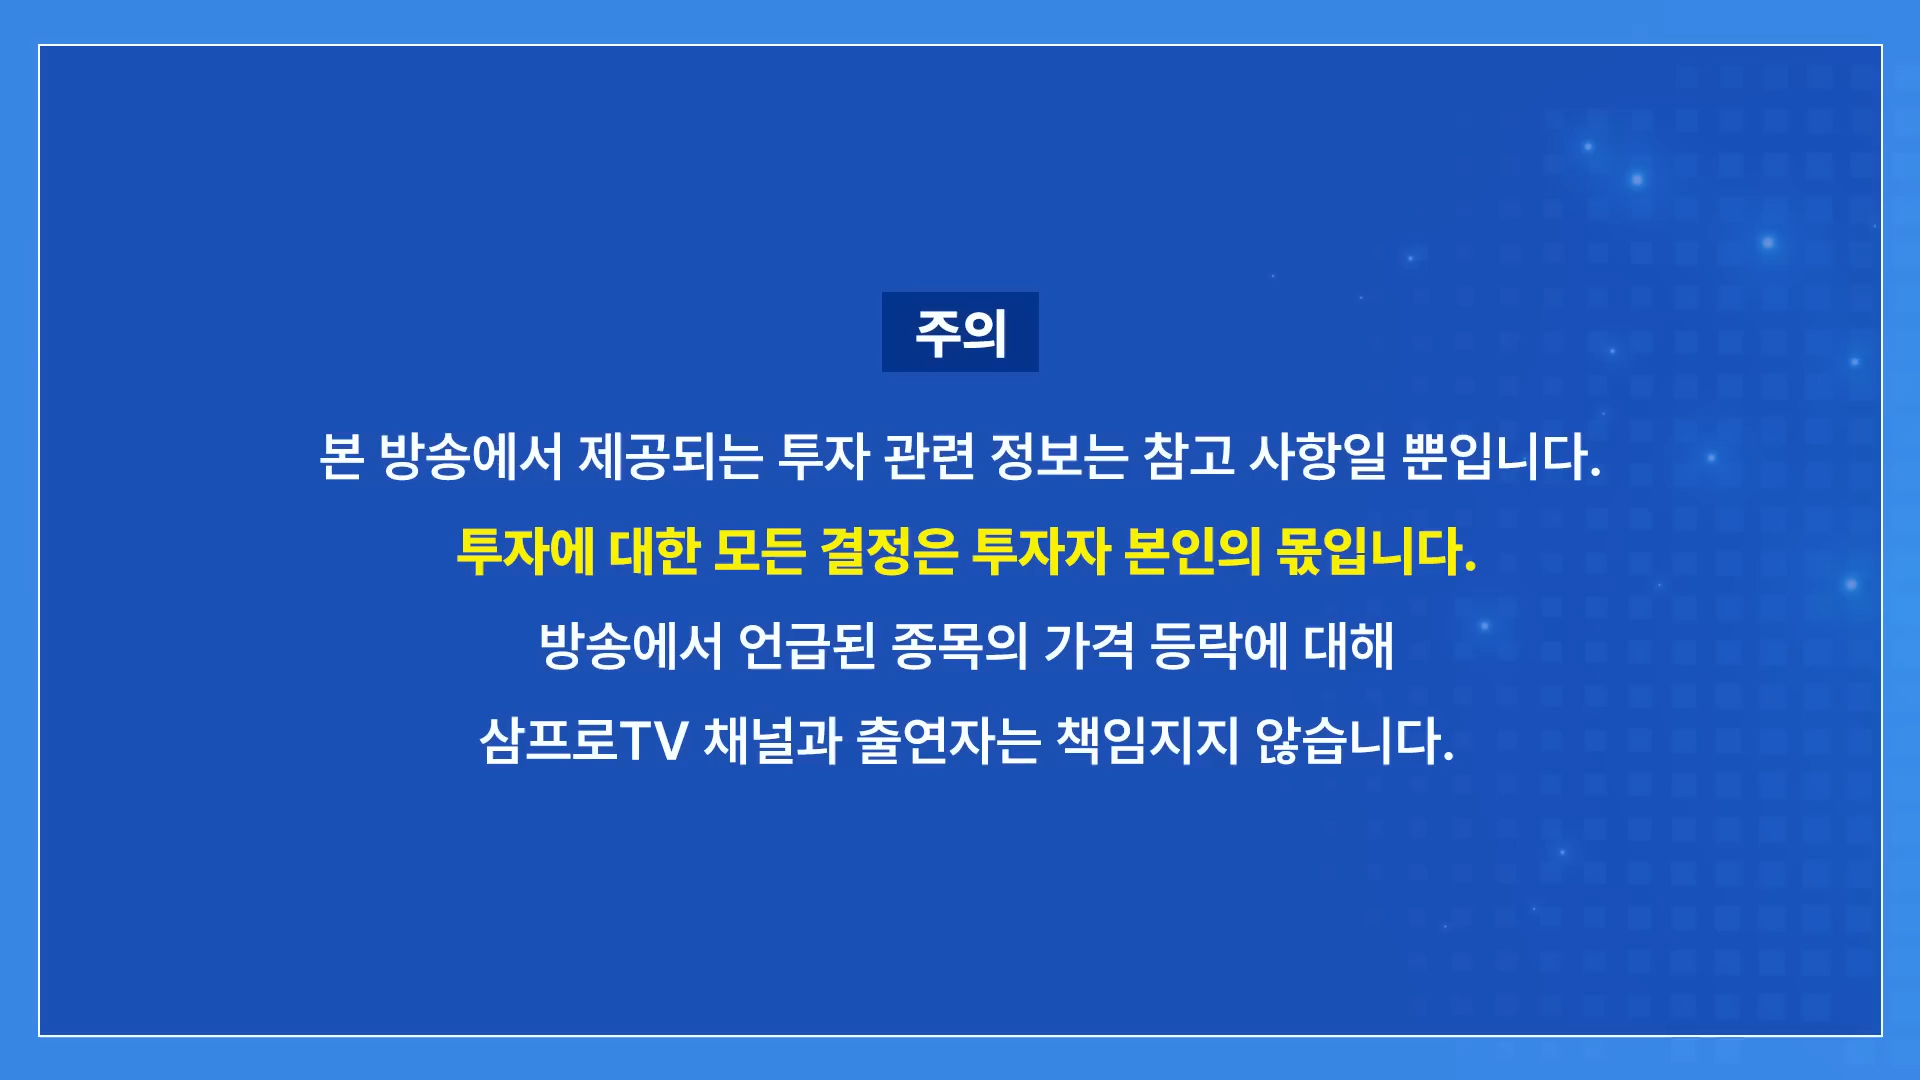 주의
본 방송에서 제공되는 투자 관련 정보는 참고 사항일 뿐입니다.
투자에 대한 모든 결정은 투자자 본인의 몫입니다.
방송에서 언급된 종목의 가격 등락에 대해
삼프로TV 채널과 출연자는 책임지지 않습니다.